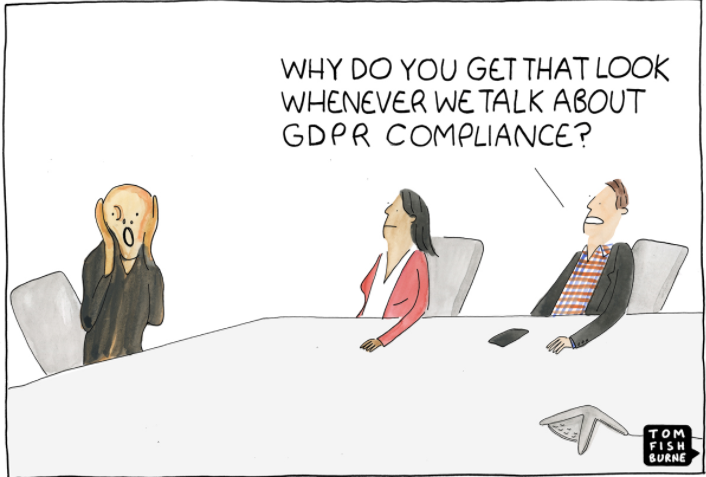 WHY DO YOU GET THAT LOOK
WHENEVER WE TALK ABOUT
GDPR COMPLIANCE?
TOM
FISH
BURNE